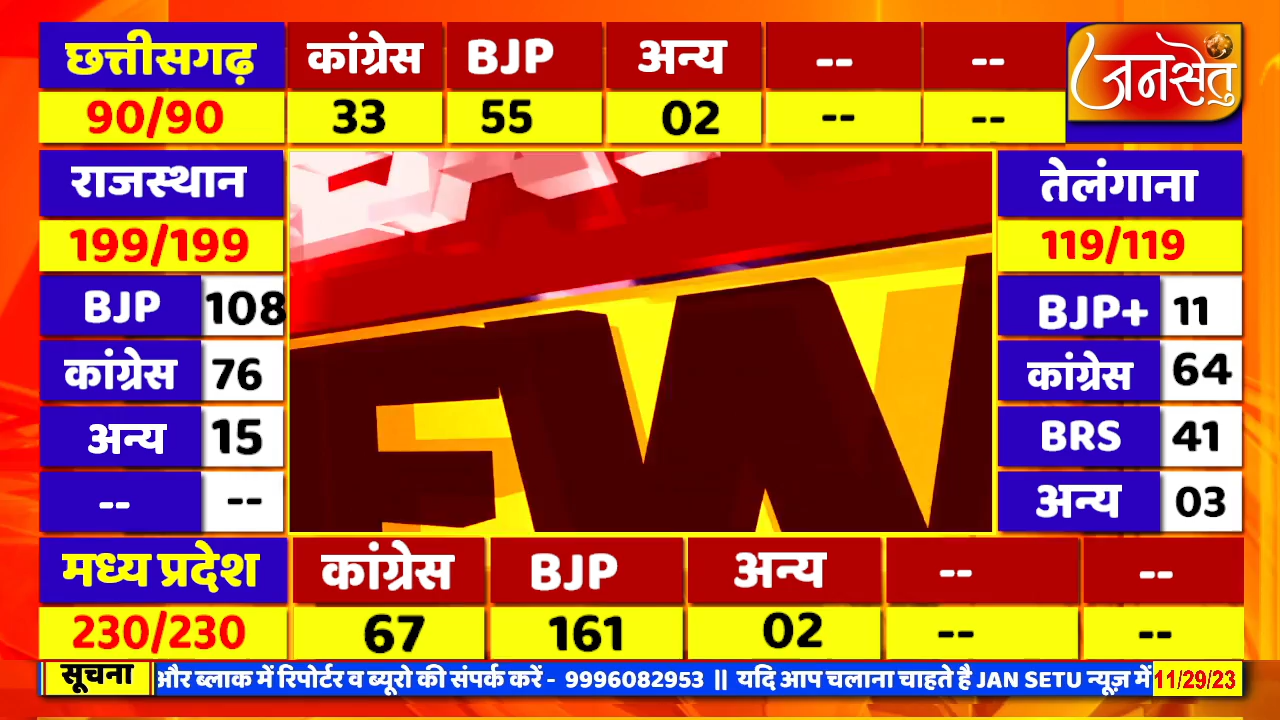 छत्तीसगढ़ कांग्रेस BJP अन्य -- --
90/90 33 55 02 -- --
जनसेतु
राजस्थान
199/199
BJP 108
कांग्रेस 76
अन्य 15
-- --
तेलंगाना
119/119
BJP+ 11
कांग्रेस 64
BRS 41
अन्य 03
मध्य प्रदेश कांग्रेस BJP अन्य -- --
230/230 67 161 02 -- --
सूचना और ब्लाक में रिपोर्टर व ब्यूरो की संपर्क करें - 9996082953 || यदि आप चलाना चाहते है JAN SETU न्यूज़ में 11/29/23